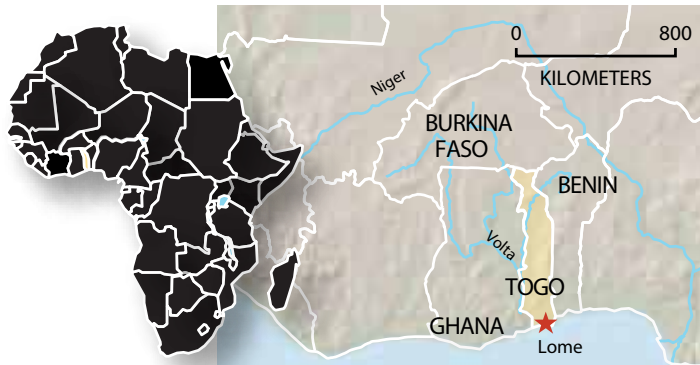 0 800
KILOMETERS
Niger
BURKINA
FASO
BENIN
Volta
TOGO
GHANA
Lome